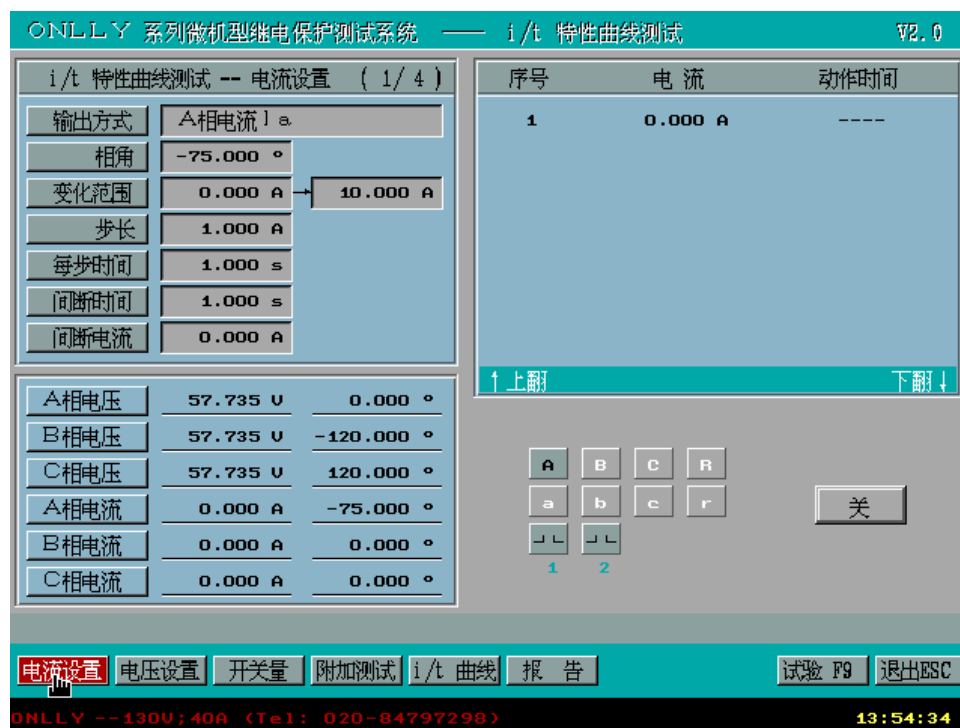 ONLLY 系列微机型继电保护测试系统 —— i/t 特性曲线测试 V2.0
i/t 特性曲线测试 -- 电流设置 ( 1/ 4 )
输出方式 A相电流Ia
相角 -75.000 °
变化范围 0.000 A → 10.000 A
步长 1.000 A
每步时间 1.000 s
间断时间 1.000 s
间断电流 0.000 A
序号 电 流 动作时间
1 0.000 A ----
↑上翻 下翻↓
A相电压 57.735 V 0.000 °
B相电压 57.735 V -120.000 °
C相电压 57.735 V 120.000 °
A相电流 0.000 A -75.000 °
B相电流 0.000 A 0.000 °
C相电流 0.000 A 0.000 °
A B C R
a b c r
1 2
关
电流设置 电压设置 开关量 附加测试 i/t 曲线 报 告 试验 F9 退出ESC
ONLLY --130V;40A (Tel: 020-84797298) 13:54:34